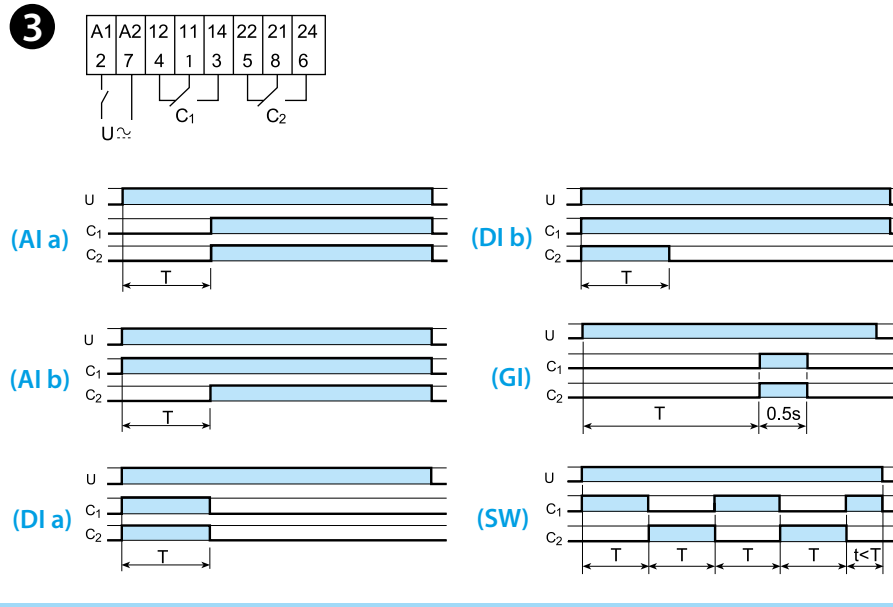 3
A1 A2 12 11 14 22 21 24
2 7 4 1 3 5 8 6
C1 C2
U
(AI a)
U
C1
C2
T
(AI b)
U
C1
C2
T
(DI a)
U
C1
C2
T
(DI b)
U
C1
C2
T
(GI)
U
C1
C2
T 0.5s
(SW)
U
C1
C2
T T T T t<T